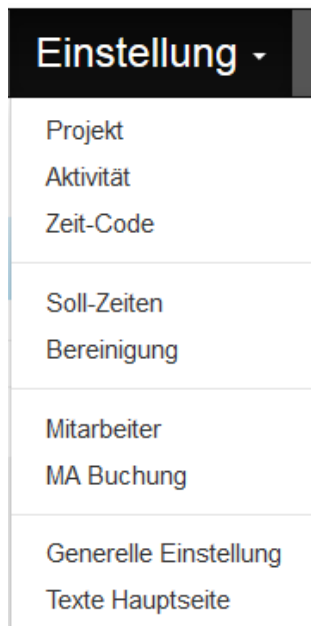 Einstellung
Projekt
Aktivität
Zeit-Code
Soll-Zeiten
Bereinigung
Mitarbeiter
MA Buchung
Generelle Einstellung
Texte Hauptseite